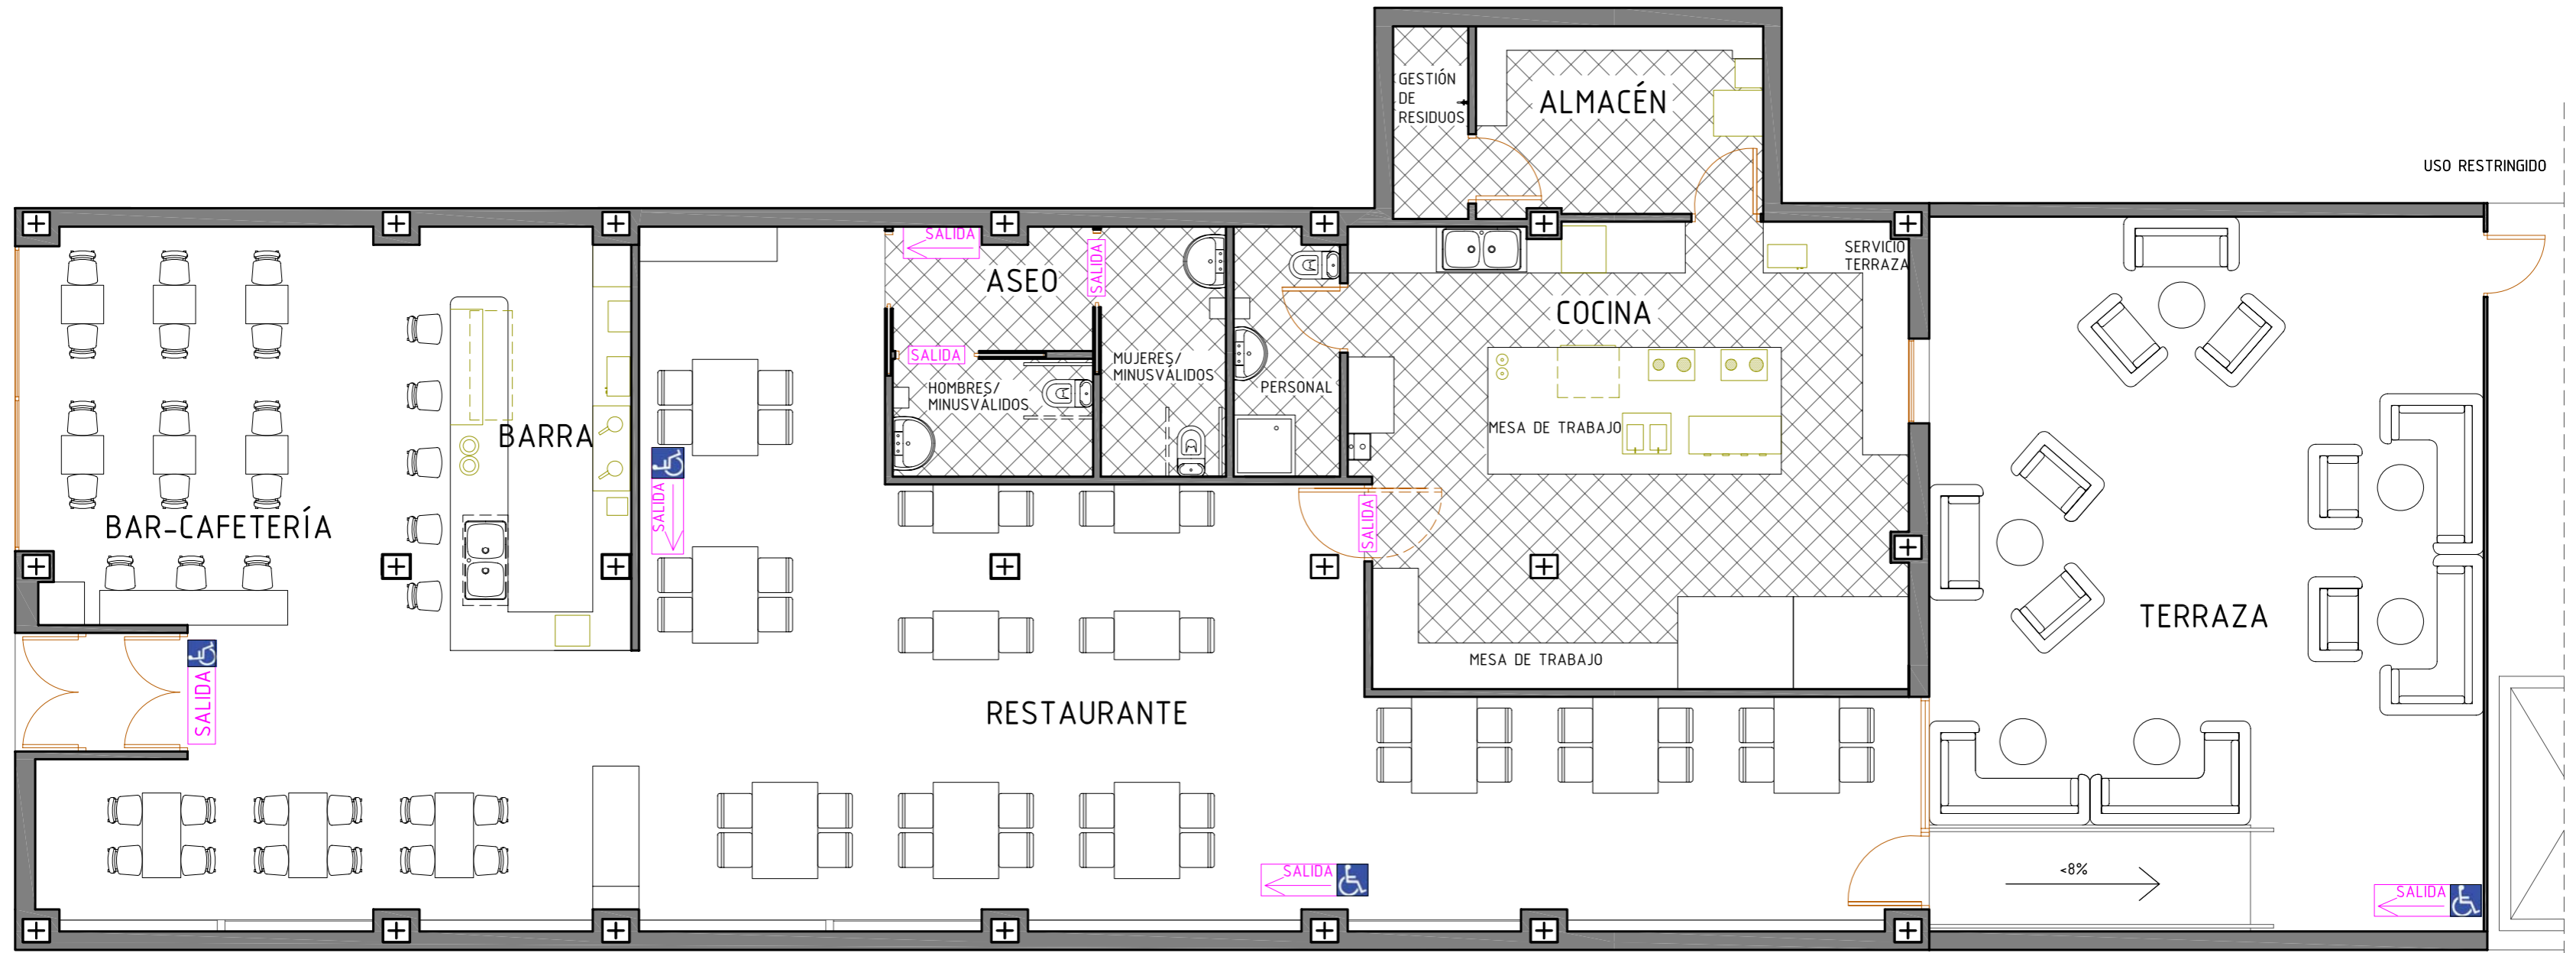 GESTIÓN
DE
RESIDUOS
ALMACÉN
USO RESTRINGIDO
SALIDA
SALIDA
ASEO
SERVICIO
TERRAZA
COCINA
SALIDA
MUJERES/
MINUSVÁLIDOS
HOMBRES/
MINUSVÁLIDOS
PERSONAL
BARRA
MESA DE TRABAJO
BAR-CAFETERÍA
SALIDA
SALIDA
TERRAZA
MESA DE TRABAJO
SALIDA
RESTAURANTE
SALIDA
<8%
SALIDA